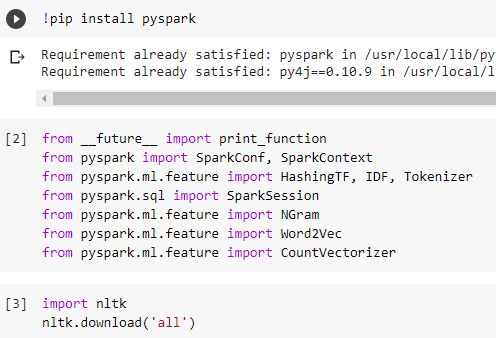 !pip install pyspark
Requirement already satisfied: pyspark in /usr/local/lib/py
Requirement already satisfied: py4j==0.10.9 in /usr/local/l
[2]
from __future__ import print_function
from pyspark import SparkConf, SparkContext
from pyspark.ml.feature import HashingTF, IDF, Tokenizer
from pyspark.sql import SparkSession
from pyspark.ml.feature import NGram
from pyspark.ml.feature import Word2Vec
from pyspark.ml.feature import CountVectorizer
[3]
import nltk
nltk.download('all')